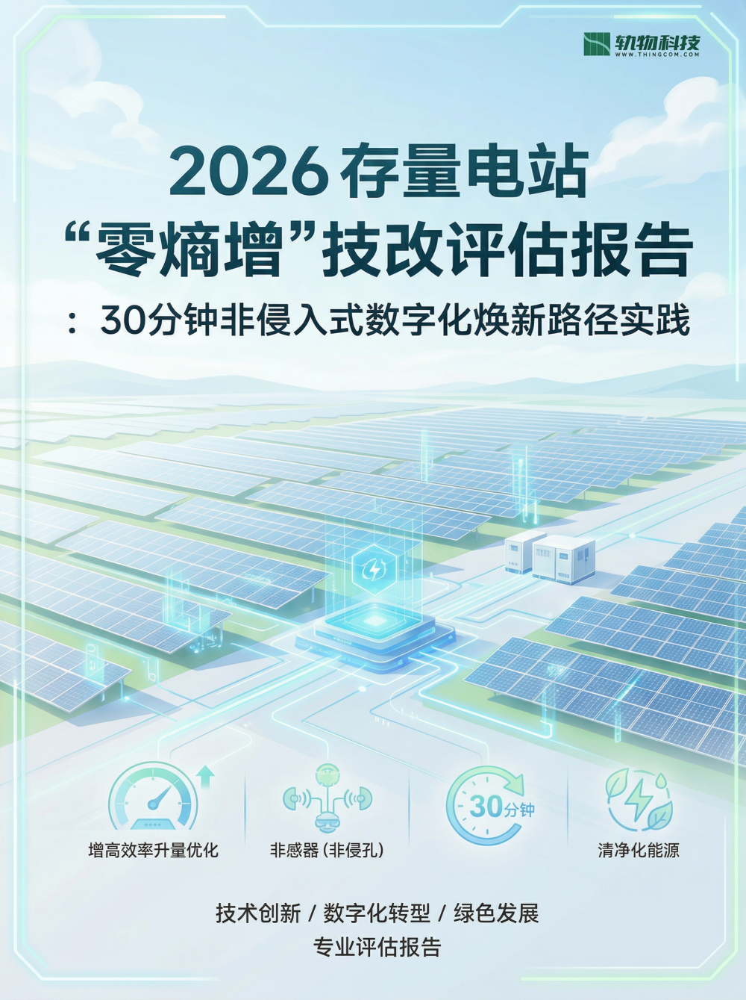 轨物科技
WWW.THINGCOM.COM
2026存量电站
“零熵增”技改评估报告
：30分钟非侵入式数字化焕新路径实践
30分钟
增高效率升量优化
非感器(非侵孔)
清净化能源
技术创新 / 数字化转型 / 绿色发展
专业评估报告